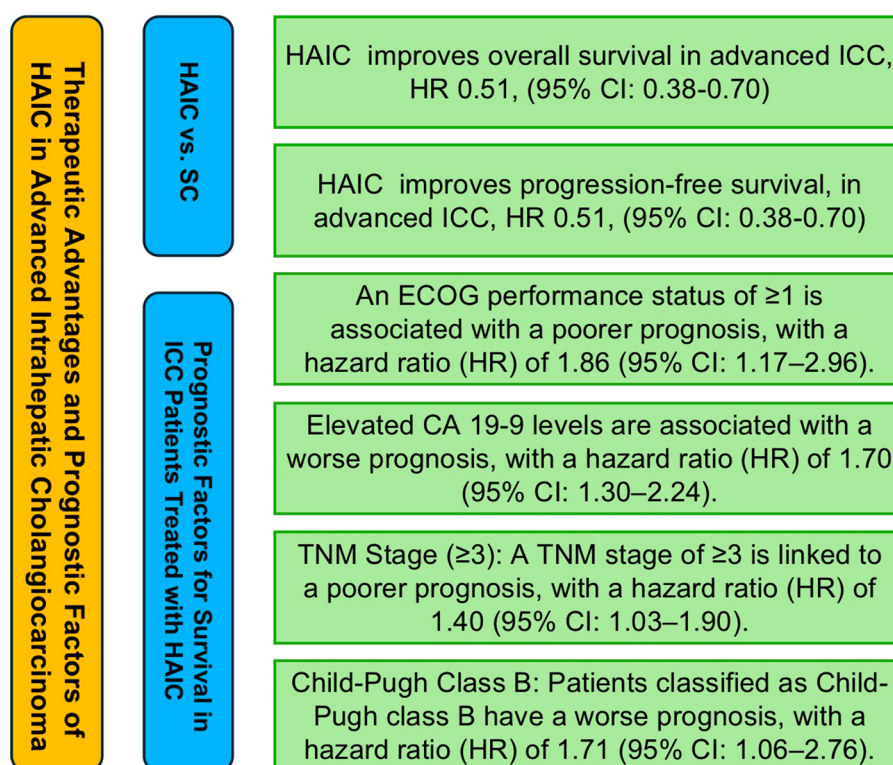 Therapeutic Advantages and Prognostic Factors of
HAIC in Advanced Intrahepatic Cholangiocarcinoma
HAIC vs. SC
HAIC  improves overall survival in advanced ICC,
HR 0.51, (95% CI: 0.38-0.70)
HAIC  improves progression-free survival, in
advanced ICC, HR 0.51, (95% CI: 0.38-0.70)
Prognostic Factors for Survival in
ICC Patients Treated with HAIC
An ECOG performance status of ≥1 is
associated with a poorer prognosis, with a
hazard ratio (HR) of 1.86 (95% CI: 1.17–2.96).
Elevated CA 19-9 levels are associated with a
worse prognosis, with a hazard ratio (HR) of 1.70
(95% CI: 1.30–2.24).
TNM Stage (≥3): A TNM stage of ≥3 is linked to
a poorer prognosis, with a hazard ratio (HR) of
1.40 (95% CI: 1.03–1.90).
Child-Pugh Class B: Patients classified as Child-
Pugh class B have a worse prognosis, with a
hazard ratio (HR) of 1.71 (95% CI: 1.06–2.76).